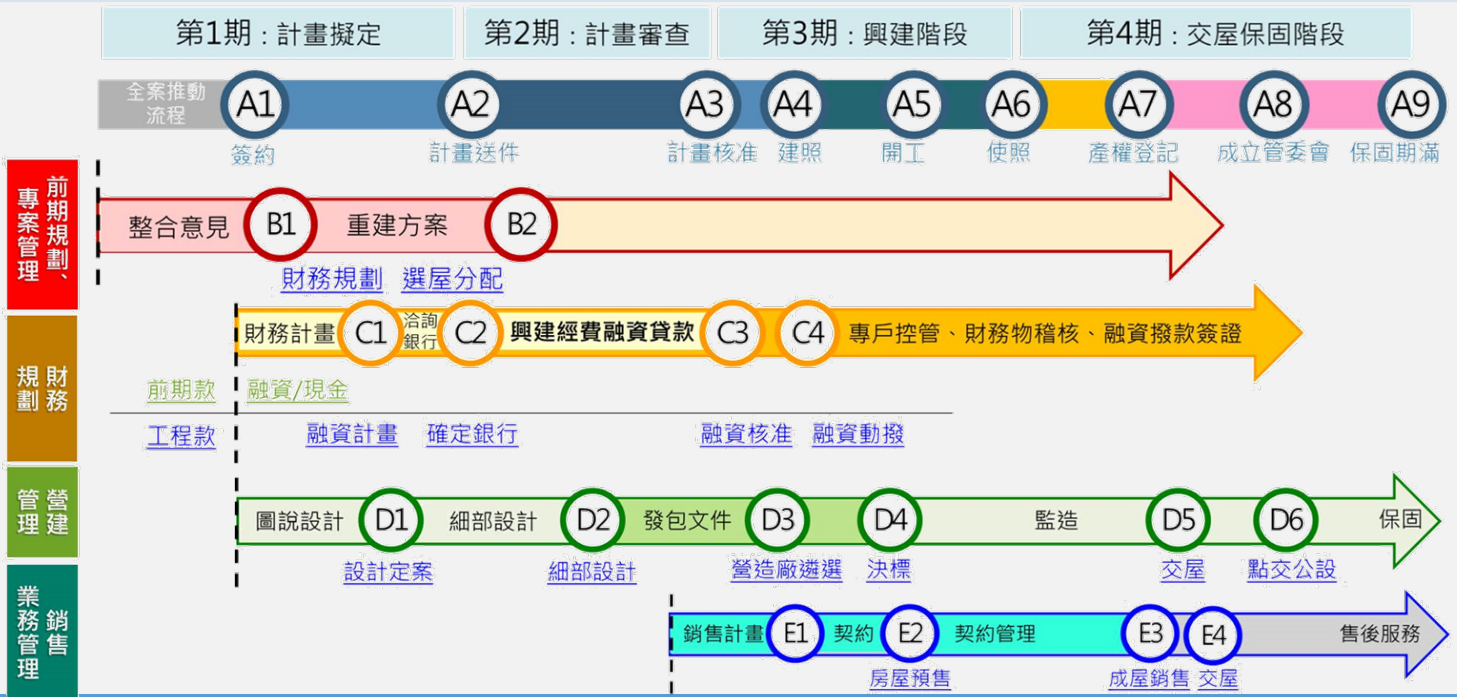 第1期：計畫擬定
第2期：計畫審查
第3期：興建階段
第4期：交屋保固階段
全案推動
流程
A1
A2
A3
A4
A5
A6
A7
A8
A9
簽約
計畫送件
計畫核准
建照
開工
使照
產權登記
成立管委會
保固期滿
前期規劃、
專案管理
整合意見
B1
重建方案
B2
財務規劃
選屋分配
財務
規劃
財務計畫
C1
洽詢
銀行
C2
興建經費融資貸款
C3
C4
專戶控管、財務物稽核、融資撥款簽證
前期款
融資/現金
工程款
融資計畫
確定銀行
融資核准
融資動撥
營建
管理
圖說設計
D1
細部設計
D2
發包文件
D3
D4
監造
D5
D6
保固
設計定案
細部設計
營造廠遴選
決標
交屋
點交公設
銷售
業務管理
銷售計畫
E1
契約
E2
契約管理
E3
E4
售後服務
房屋預售
成屋銷售
交屋